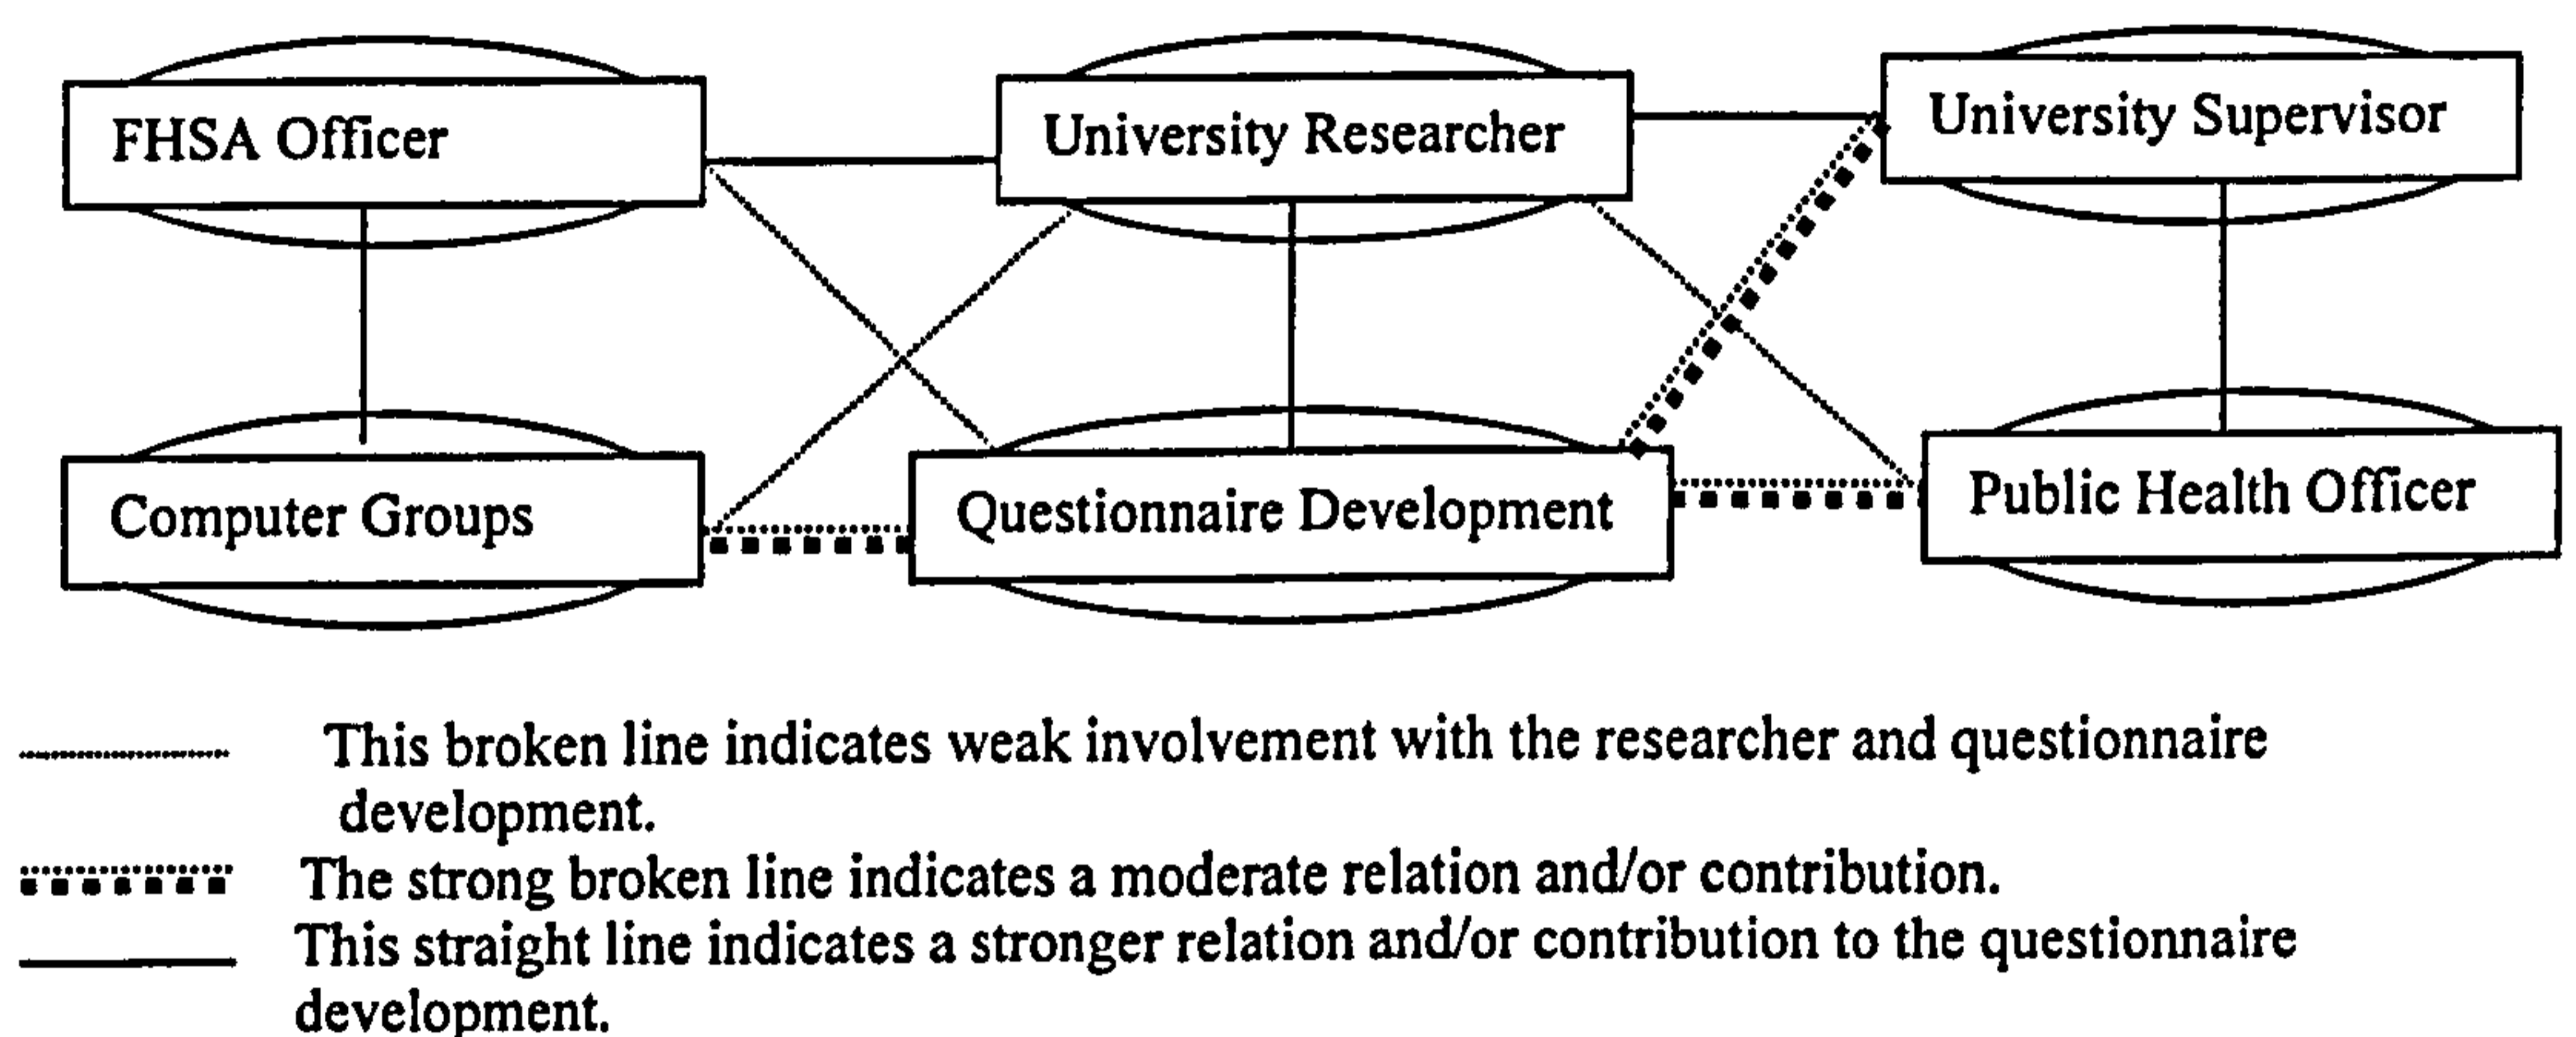 FHSA Officer
University Researcher
University Supervisor
Computer Groups
Questionnaire Development
Public Health Officer
This broken line indicates weak involvement with the researcher and questionnaire
development.
The strong broken line indicates a moderate relation and/or contribution.
This straight line indicates a stronger relation and/or contribution to the questionnaire
development.